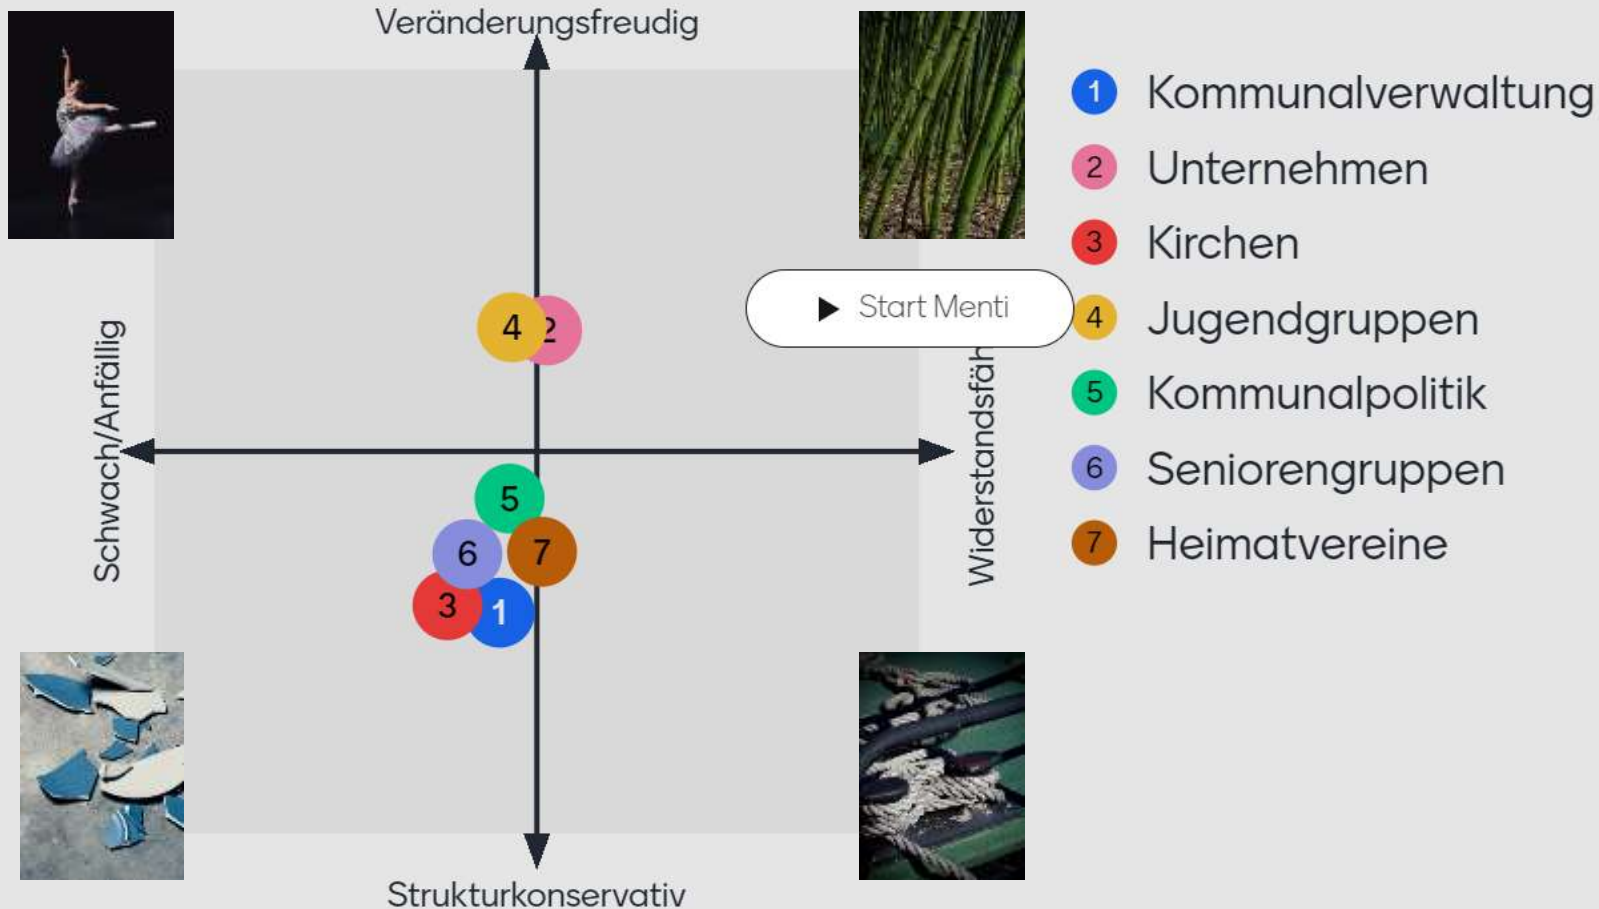 Veränderungsfreudig
1 Kommunalverwaltung
2 Unternehmen
3 Kirchen
4 Jugendgruppen
5 Kommunalpolitik
6 Seniorengruppen
7 Heimatvereine
Start Menti
Schwach/Anfällig
Widerstandsfäh
4
2
5
6
7
3
1
Strukturkonservativ